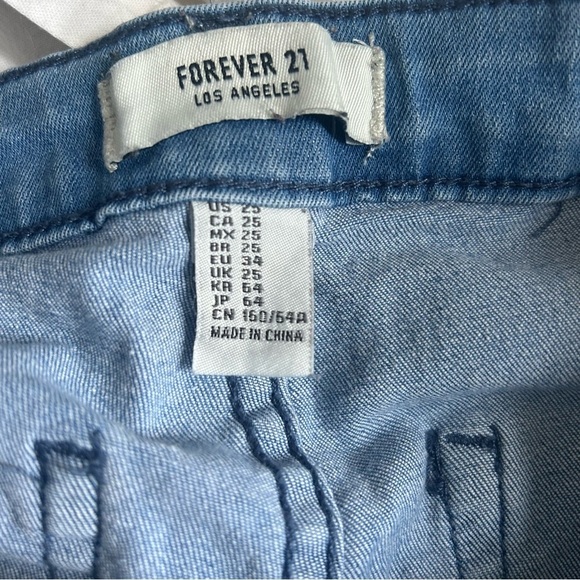 FOREVER 21
LOS ANGELES
US 25
CA 25
MX 25
BR 25
EU 34
UK 25
KR 64
JP 64
CN 160/64A
MADE IN CHINA